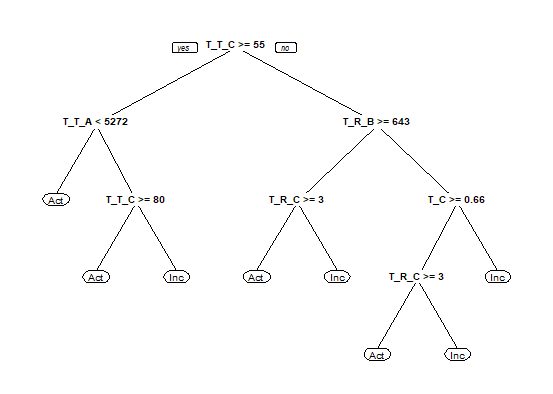 yes T_T_C >= 55 no
T_T_A < 5272 T_R_B >= 643
Act T_T_C >= 80 T_R_C >= 3 T_C >= 0.66
Act Inc Act Inc T_R_C >= 3 Inc
Act Inc